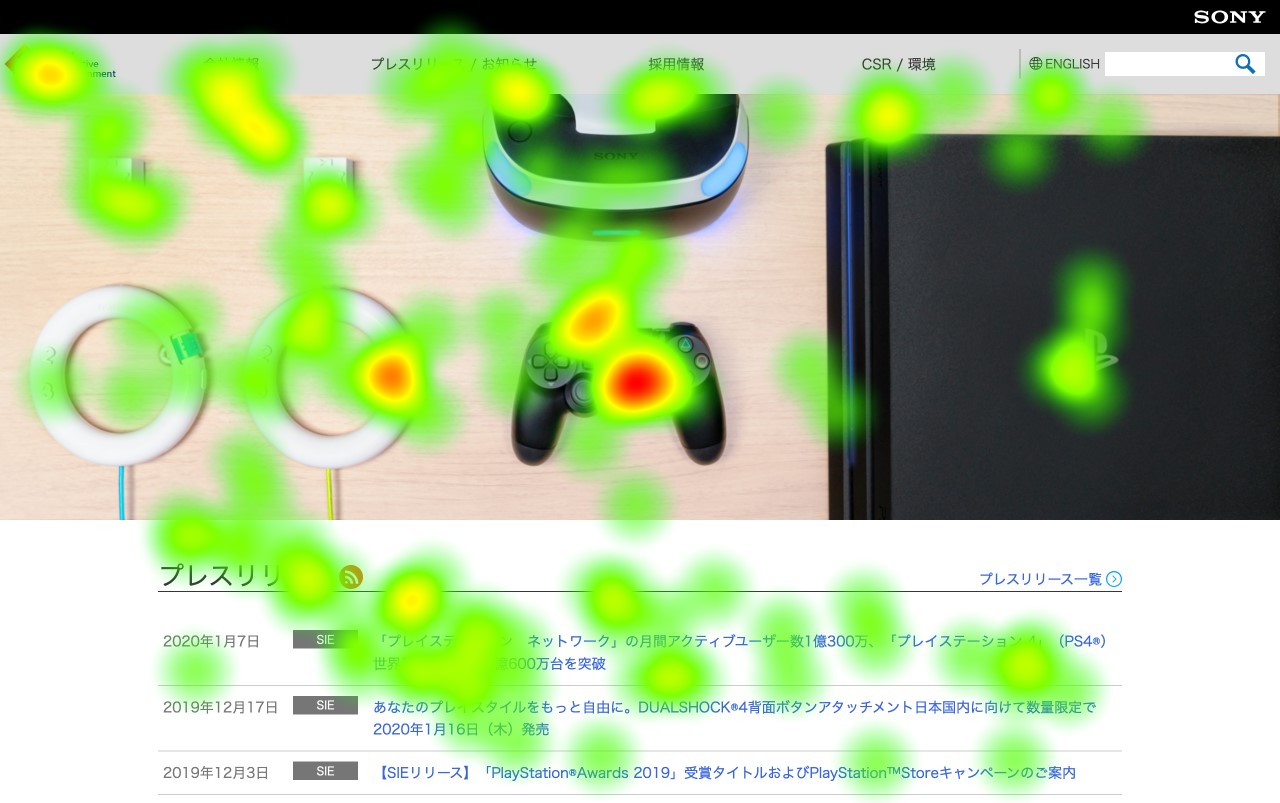 SONY
会社情報
プレスリリース / お知らせ
採用情報
CSR / 環境
ENGLISH
SONY
プレスリリ
プレスリリース一覧
2020年1月7日
SIE
「プレイステーション ネットワーク」の月間アクティブユーザー数1億300万、「プレイステーション 4」（PS4®）
世界 600万台を突破
2019年12月17日
SIE
あなたのプレイスタイルをもっと自由に。DUALSHOCK®4背面ボタンアタッチメント日本国内に向けて数量限定で
2020年1月16日（木）発売
2019年12月3日
SIE
【SIEリリース】「PlayStation®Awards 2019」受賞タイトルおよびPlayStation™Storeキャンペーンのご案内